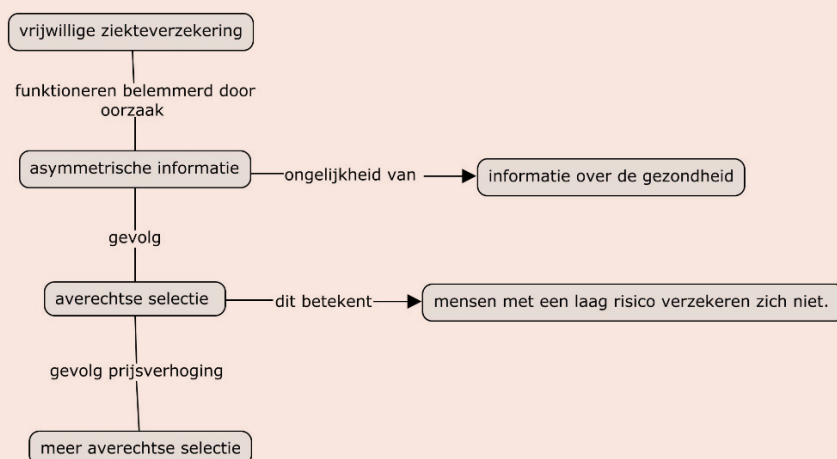 vrijwillige ziekteverzekering
funktioneren belemmerd door
oorzaak
asymmetrische informatie
ongelijkheid van
informatie over de gezondheid
gevolg
averechtse selectie
dit betekent
mensen met een laag risico verzekeren zich niet.
gevolg prijsverhoging
meer averechtse selectie